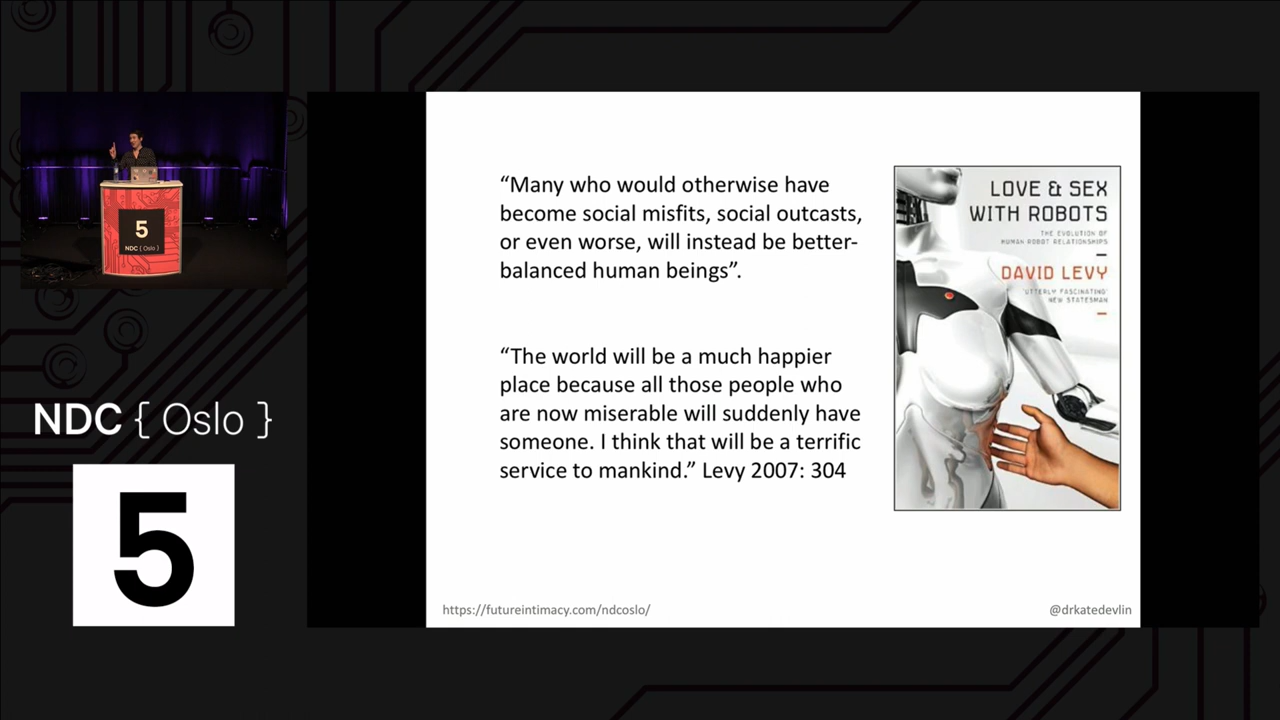 5
NDC { Oslo }
NDC { Oslo }
5
“Many who would otherwise have
become social misfits, social outcasts,
or even worse, will instead be better-
balanced human beings”.
“The world will be a much happier
place because all those people who
are now miserable will suddenly have
someone. I think that will be a terrific
service to mankind.” Levy 2007: 304
LOVE & SEX
WITH ROBOTS
THE EVOLUTION OF
HUMAN ROBOT RELATIONSHIPS
DAVID LEVY
'UTTERLY FASCINATING'
NEW STATESMAN
https://futureintimacy.com/ndcoslo/
@drkatedevlin